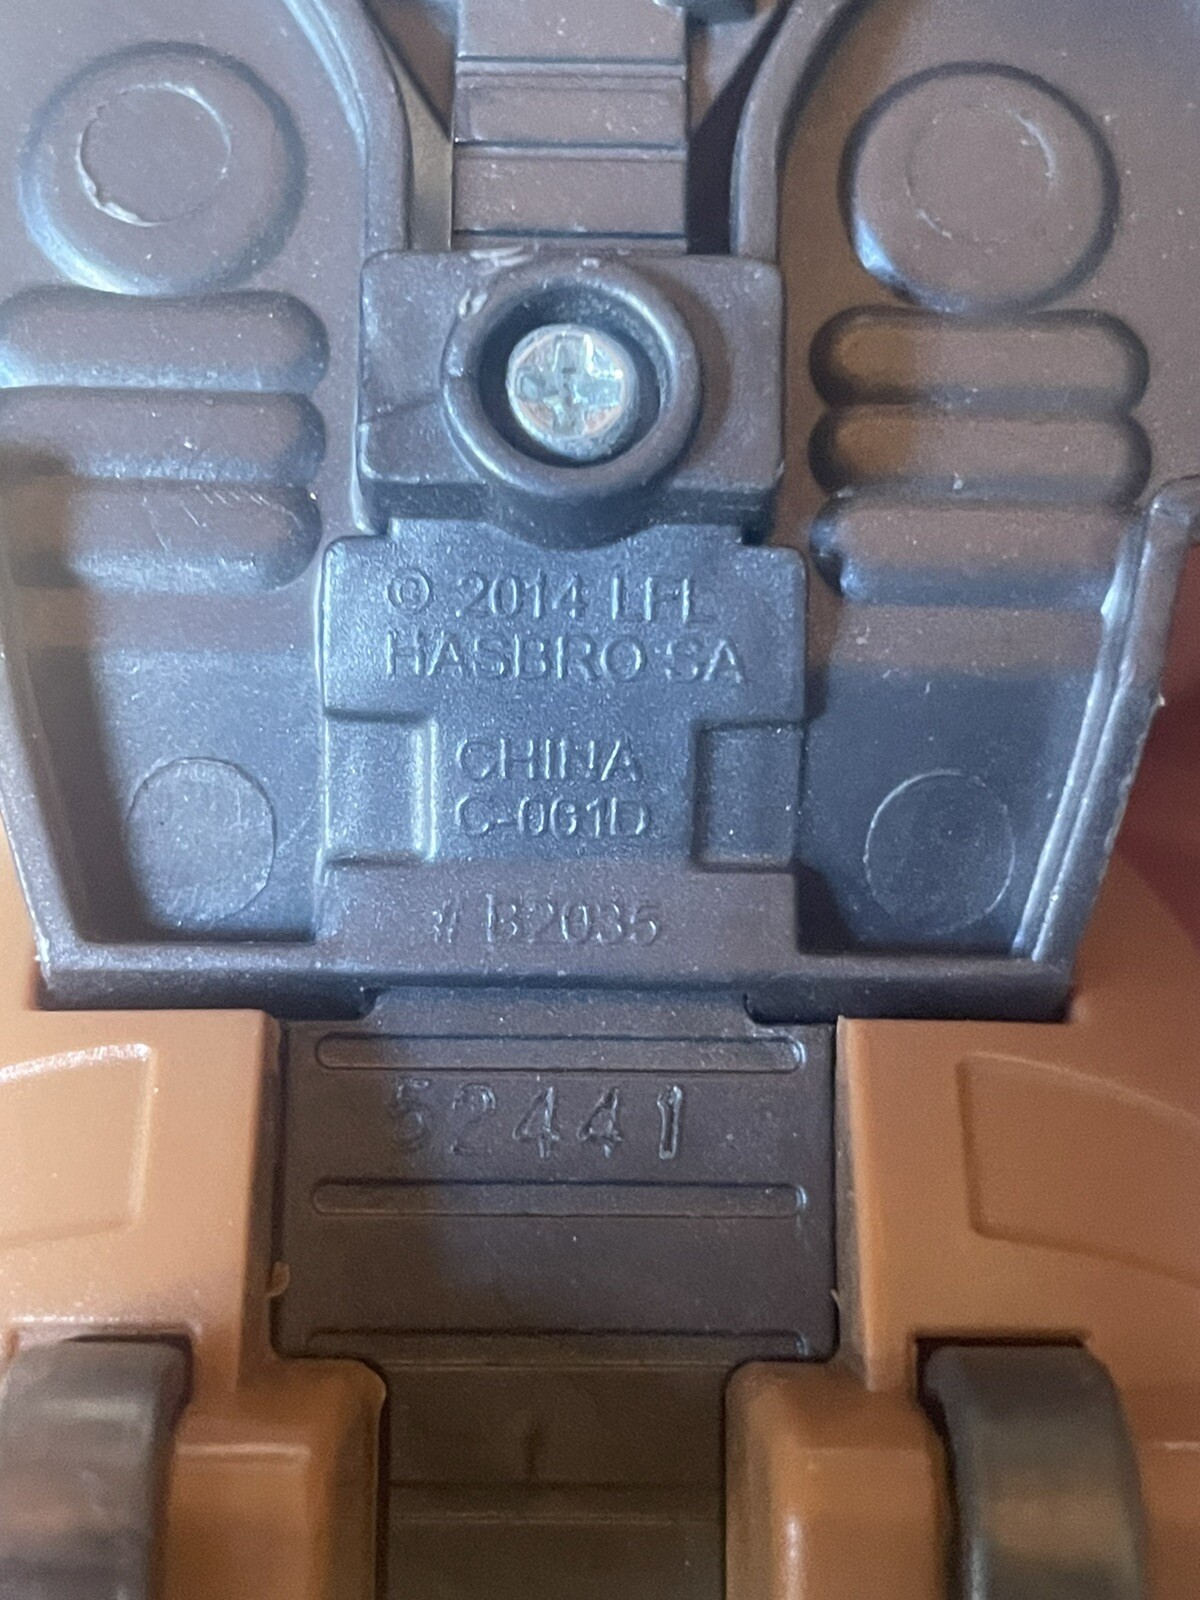 © 2014 LFL
HASBRO SA
CHINA
C-061D
# B2035
52441